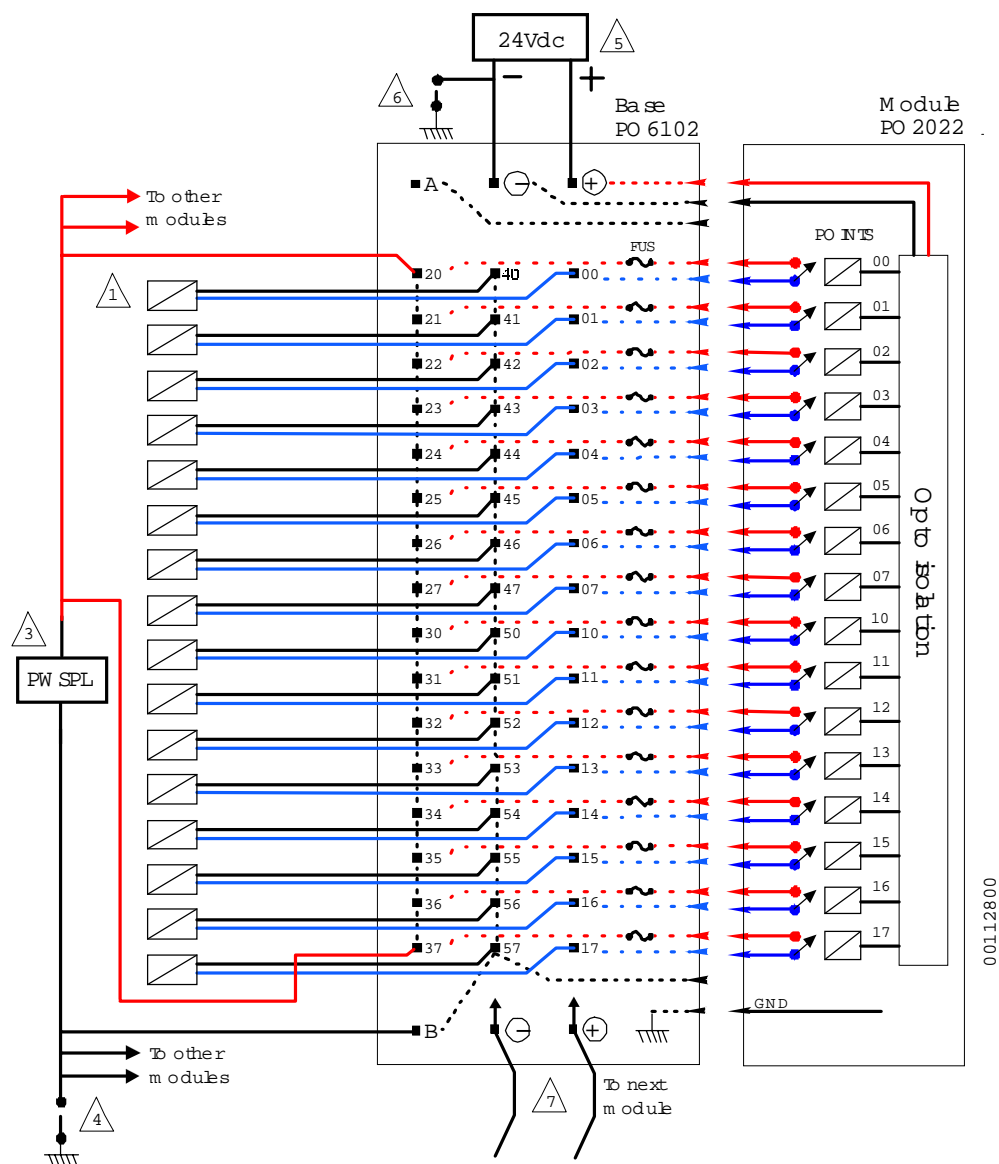 24Vdc
5
6
−
+
Base
PO 6102
Module
PO 2022
A
−
+
To other
modules
FUS
POINTS
1
20 40 00 00
21 41 01 01
22 42 02 02
23 43 03 03
24 44 04 04
25 45 05 05
26 46 06 06
27 47 07 07
30 50 10 10
31 51 11 11
32 52 12 12
33 53 13 13
34 54 14 14
35 55 15 15
36 56 16 16
37 57 17 17
Opto isolation
3
PW SPL
GND
B
−
+
To other
modules
4
7
To next
module
00112800